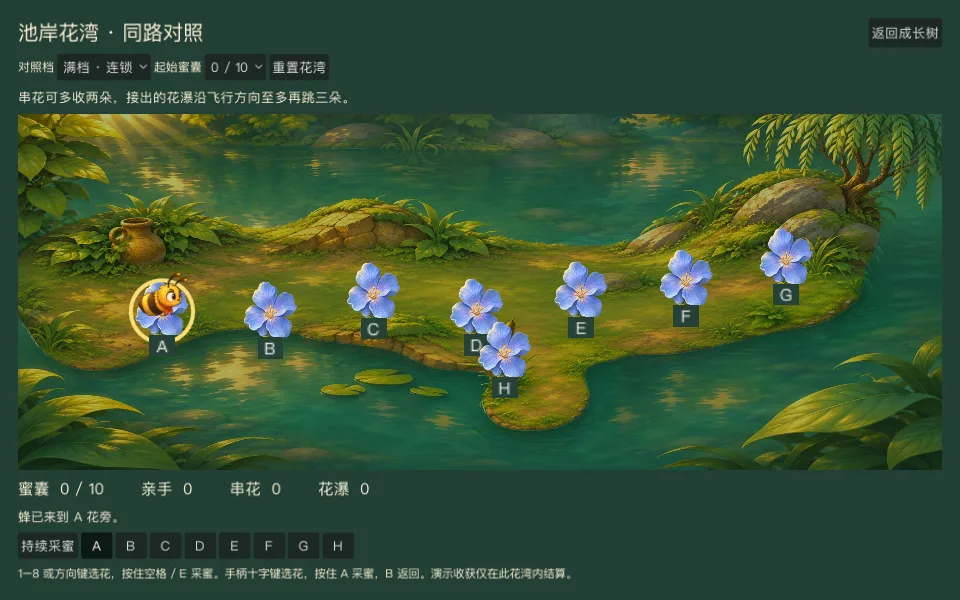 池岸花湾 · 同路对照
返回成长树
对照档 满档 · 连锁 起始蜜囊 0 / 10 重置花湾
串花可多收两朵，接出的花瀑沿飞行方向至多再跳三朵。
G
F
E
C
D
A
B
H
蜜囊 0 / 10 亲手 0 串花 0 花瀑 0
蜂已来到 A 花旁。
持续采蜜 A B C D E F G H
1—8 或方向键选花，按住空格 / E 采蜜。手柄十字键选花，按住 A 采蜜，B 返回。演示收获仅在此花湾内结算。